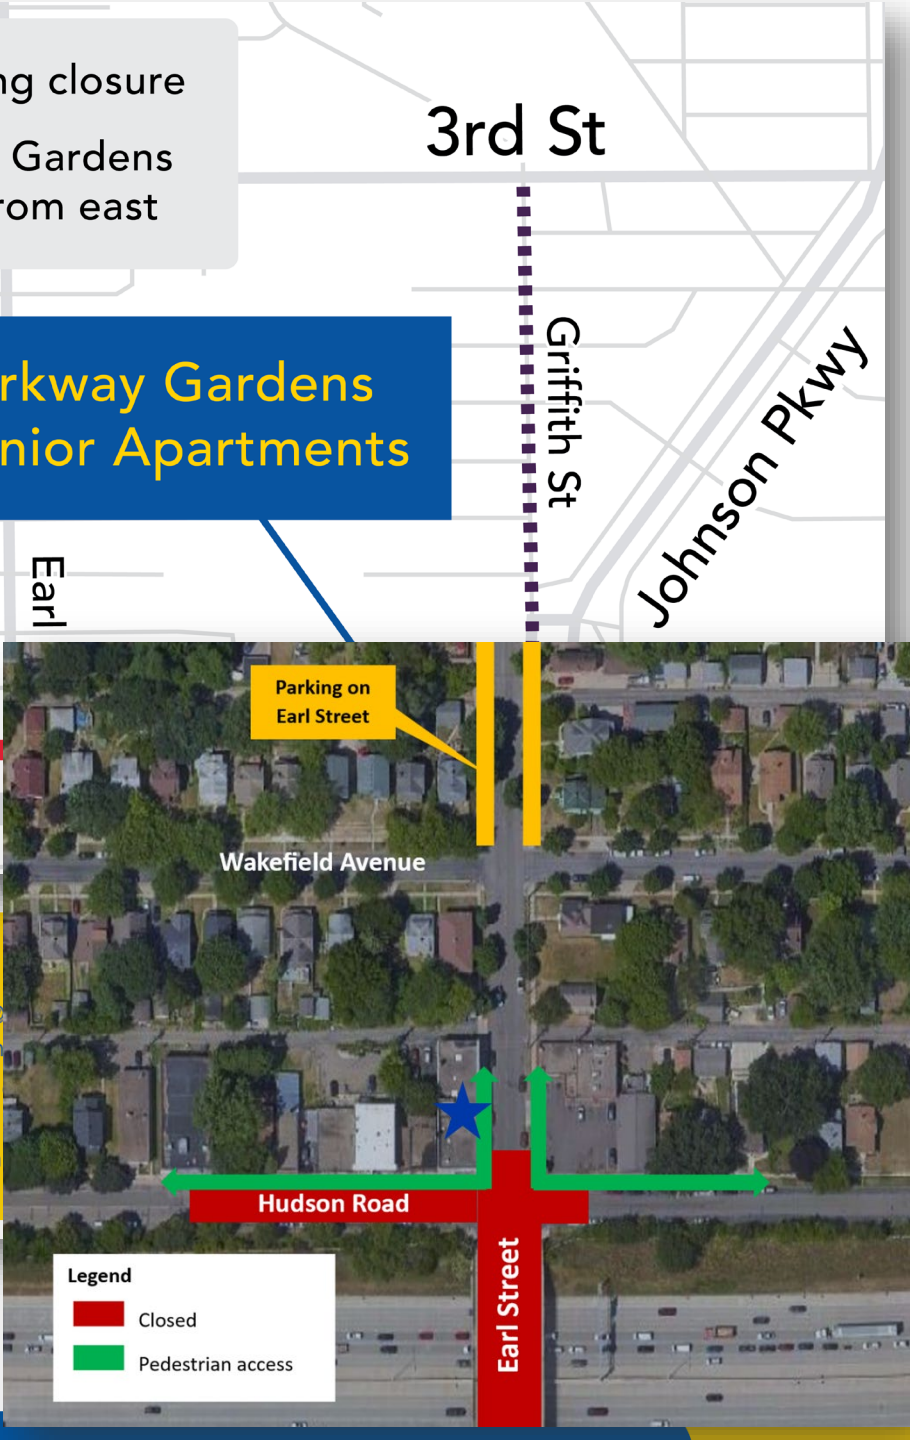 ng closure
Gardens
rom east
3rd St
Griffith St
Johnson Pkwy
rkway Gardens
nior Apartments
Earl
Parking on
Earl Street
Wakefield Avenue
Hudson Road
Earl Street
Legend
Closed
Pedestrian access